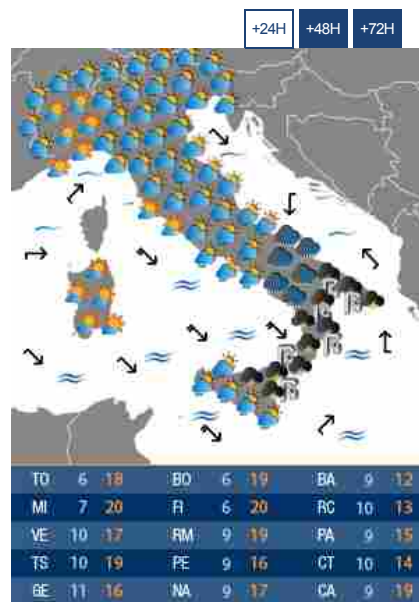 +24H +48H +72H
TO 6 18 BO 6 19 BA 9 12
MI 7 20 FI 6 20 RC 10 13
VE 10 17 RM 9 19 PA 9 15
TS 10 19 PE 9 16 CT 10 14
GE 11 16 NA 9 17 CA 9 19